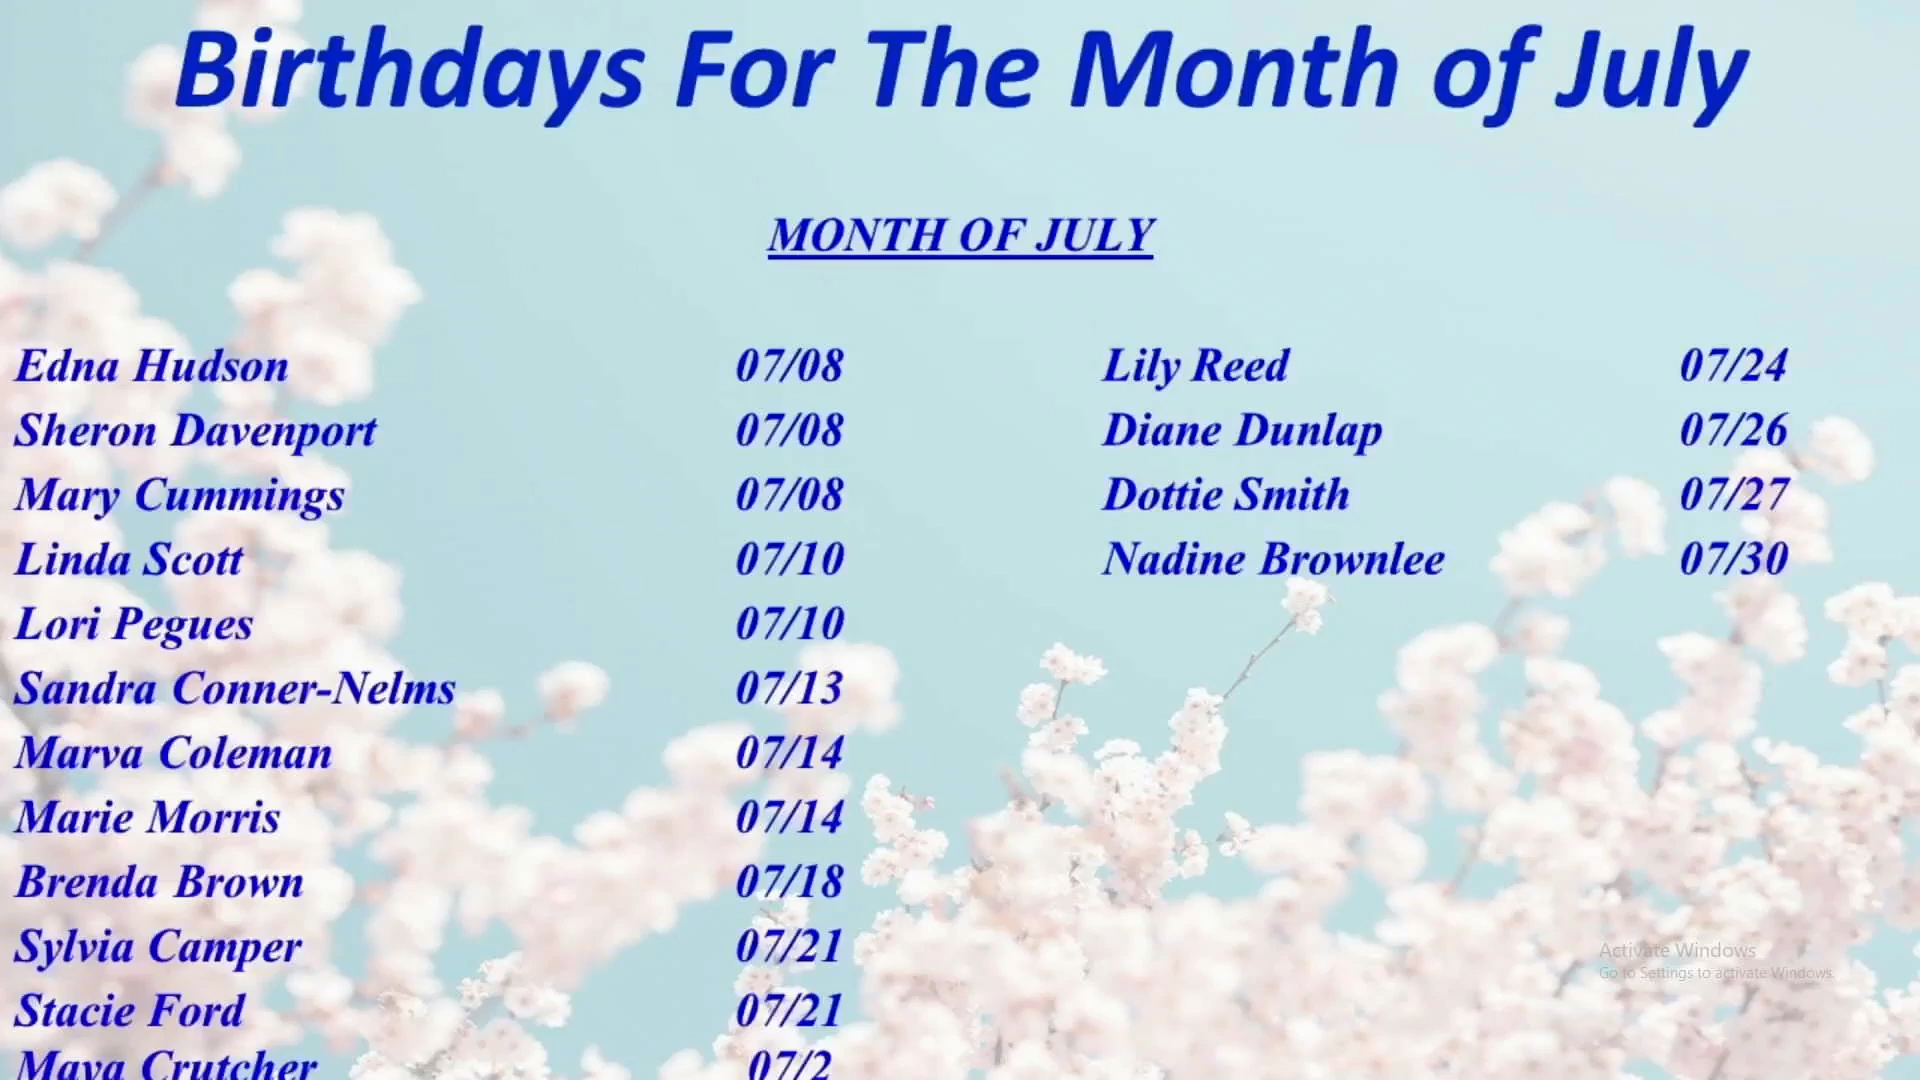 Birthdays For The Month of July
MONTH OF JULY
Edna Hudson 07/08
Sheron Davenport 07/08
Mary Cummings 07/08
Linda Scott 07/10
Lori Pegues 07/10
Sandra Conner-Nelms 07/13
Marva Coleman 07/14
Marie Morris 07/14
Brenda Brown 07/18
Sylvia Camper 07/21
Stacie Ford 07/21
Maya Crutcher 07/2
Lily Reed 07/24
Diane Dunlap 07/26
Dottie Smith 07/27
Nadine Brownlee 07/30
Activate Windows
Go to Settings to activate Windows.